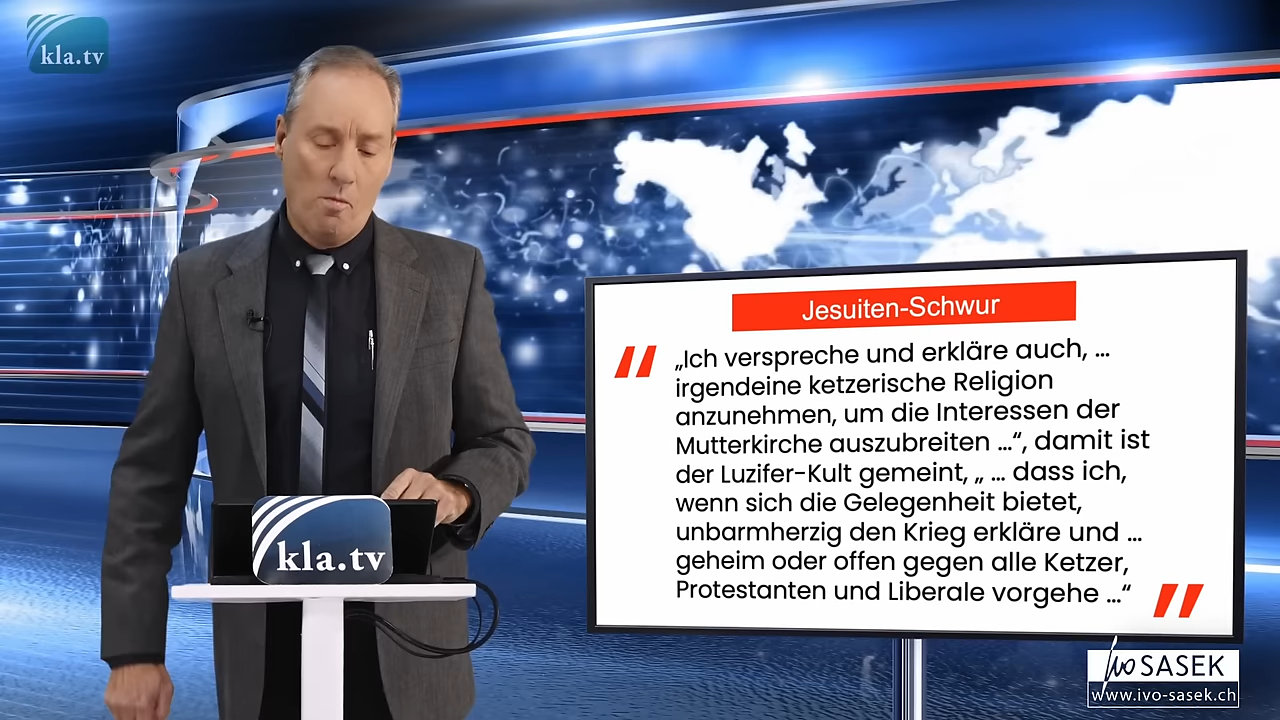 kla.tv
Jesuiten-Schwur
„Ich verspreche und erkläre auch, ...
irgendeine ketzerische Religion
anzunehmen, um die Interessen der
Mutterkirche auszubreiten ...“, damit ist
der Luzifer-Kult gemeint, „ ... dass ich,
wenn sich die Gelegenheit bietet,
unbarmherzig den Krieg erkläre und ...
geheim oder offen gegen alle Ketzer,
Protestanten und Liberale vorgehe ...“
kla.tv
Ivo SASEK
www.ivo-sasek.ch